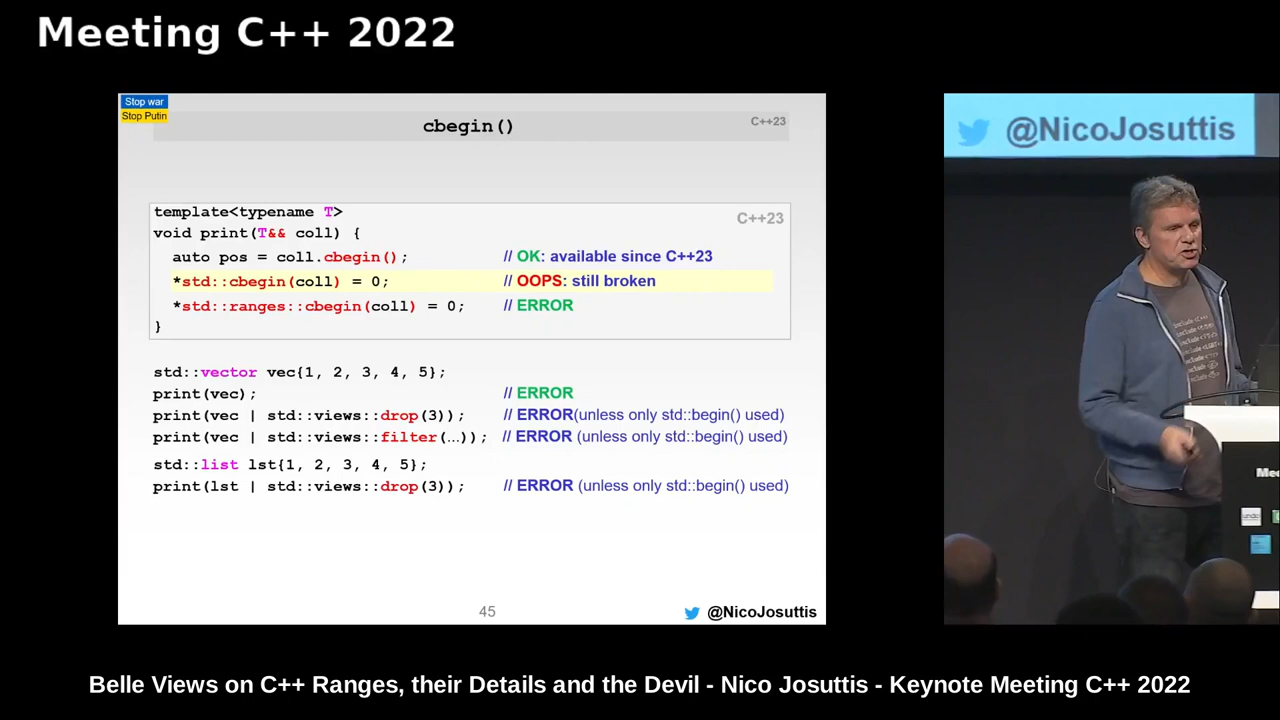 Meeting C++ 2022
Stop war
Stop Putin
cbegin()
C++23
C++23
template<typename T>
void print(T&& coll) {
auto pos = coll.cbegin(); // OK: available since C++23
*std::cbegin(coll) = 0; // OOPS: still broken
*std::ranges::cbegin(coll) = 0; // ERROR
}
std::vector vec{1, 2, 3, 4, 5};
print(vec); // ERROR
print(vec | std::views::drop(3)); // ERROR(unless only std::begin() used)
print(vec | std::views::filter(…)); // ERROR (unless only std::begin() used)
std::list lst{1, 2, 3, 4, 5};
print(lst | std::views::drop(3)); // ERROR (unless only std::begin() used)
45
@NicoJosuttis
@NicoJosuttis
Belle Views on C++ Ranges, their Details and the Devil - Nico Josuttis - Keynote Meeting C++ 2022